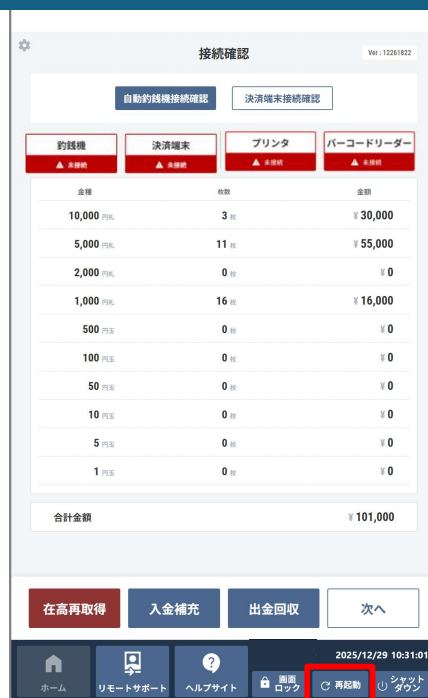 接続確認
Ver : 12261822
自動釣銭機接続確認
決済端末接続確認
釣銭機
決済端末
プリンタ
バーコードリーダー
未接続
未接続
未接続
未接続
金種 枚数 金額
10,000 円札 3 枚 ¥ 30,000
5,000 円札 11 枚 ¥ 55,000
2,000 円札 0 枚 ¥ 0
1,000 円札 16 枚 ¥ 16,000
500 円玉 0 枚 ¥ 0
100 円玉 0 枚 ¥ 0
50 円玉 0 枚 ¥ 0
10 円玉 0 枚 ¥ 0
5 円玉 0 枚 ¥ 0
1 円玉 0 枚 ¥ 0
合計金額 ¥ 101,000
在高再取得
入金補充
出金回収
次へ
2025/12/29 10:31:01
ホーム
リモートサポート
ヘルプサイト
画面
ロック
再起動
シャット
ダウン